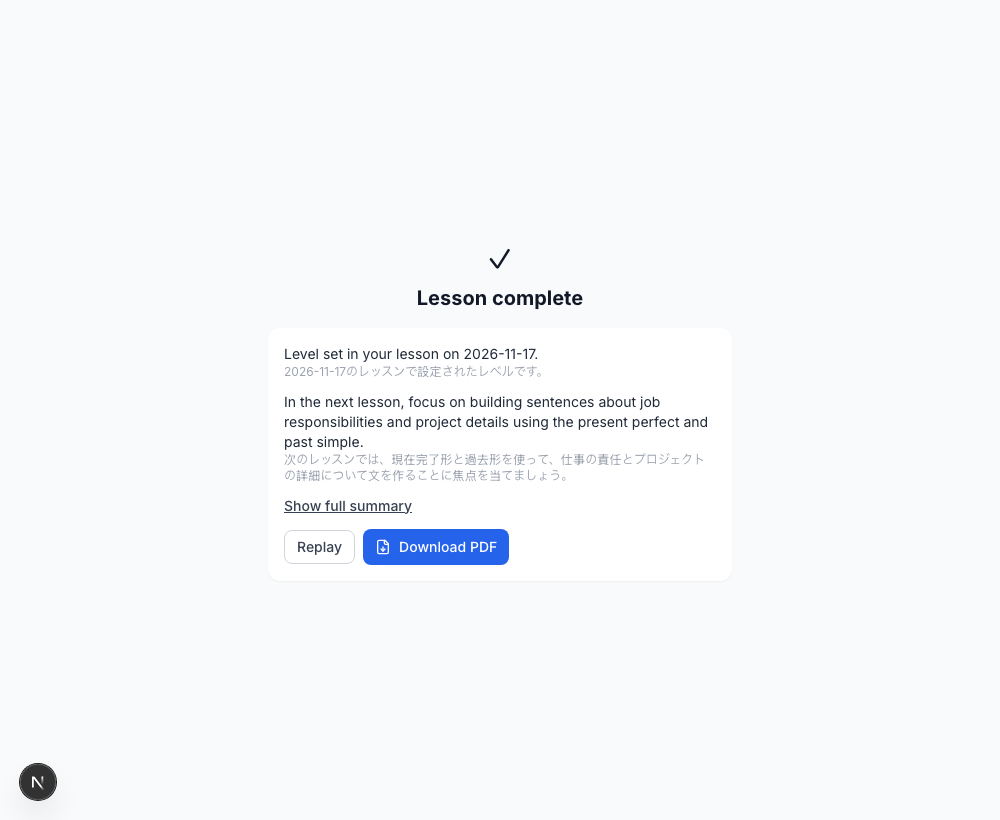 Lesson complete
Level set in your lesson on 2026-11-17.
2026-11-17のレッスンで設定されたレベルです。
In the next lesson, focus on building sentences about job
responsibilities and project details using the present perfect and
past simple.
次のレッスンでは、現在完了形と過去形を使って、仕事の責任とプロジェクト
の詳細について文を作ることに焦点を当てましょう。
Show full summary
Replay
Download PDF
N